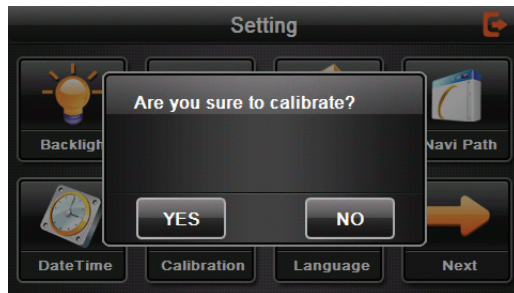 Setting
Are you sure to calibrate?
Backligh
Navi Path
YES
NO
DateTime
Calibration
Language
Next